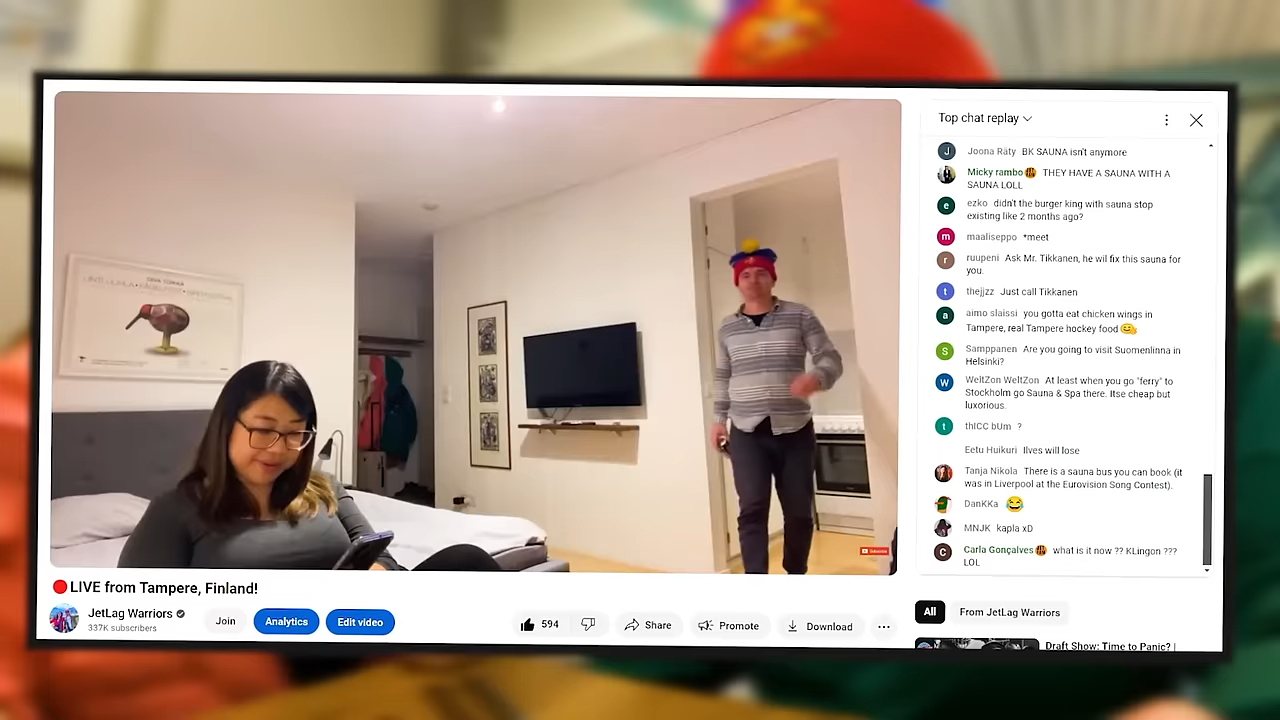 Top chat replay
Joona Räty BK SAUNA isn't anymore
Micky rambo THEY HAVE A SAUNA WITH A
SAUNA LOLL
ezko didn't the burger king with sauna stop
existing like 2 months ago?
maaliseppo *meet
ruupeni Ask Mr. Tikkanen, he wil fix this sauna for
you.
thejjzz Just call Tikkanen
aimo slaissi you gotta eat chicken wings in
Tampere, real Tampere hockey food 😋
Samppanen Are you going to visit Suomenlinna in
Helsinki?
WeltZon WeltZon At least when you go "ferry" to
Stockholm go Sauna & Spa there. Itse cheap but
luxorious.
thICC bUm ?
Eetu Huikuri Ilves will lose
Tanja Nikola There is a sauna bus you can book (it
was in Liverpool at the Eurovision Song Contest).
DanKKa 😂
MNJK kapla xD
Carla Gonçalves what is it now ?? KLingon ???
LOL
🔴LIVE from Tampere, Finland!
JetLag Warriors
337K subscribers
Join
Analytics
Edit video
594
Share
Promote
Download
All
From JetLag Warriors
Draft Show: Time to Panic? |